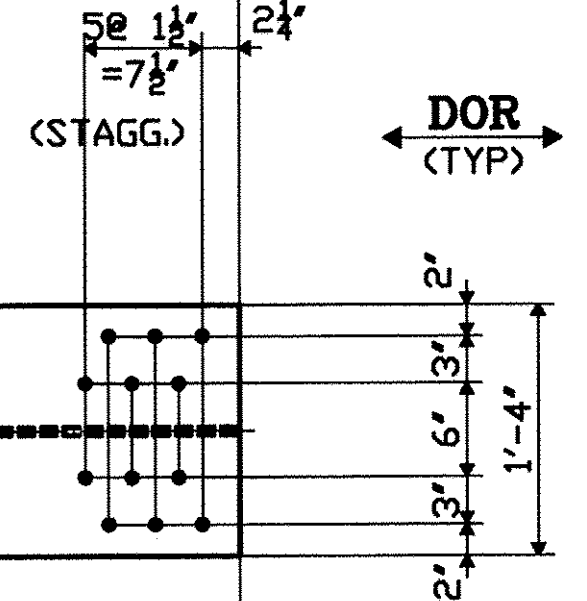 5@ 1½" 2¼"
=7½"
(STAGG.)
DOR
(TYP)
2"
3"
6"
1'-4"
3"
2"